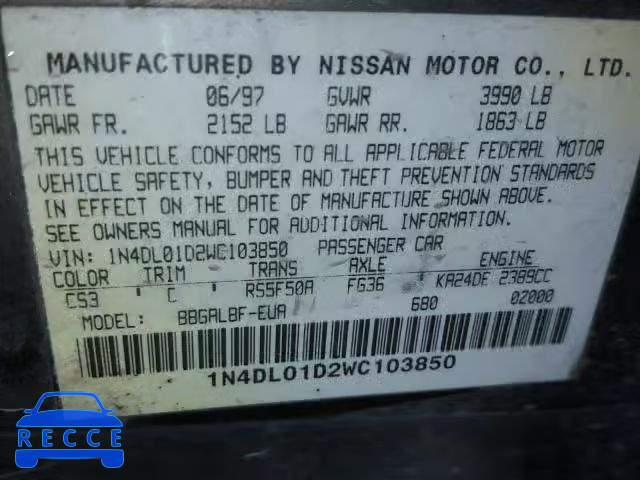 MANUFACTURED BY NISSAN MOTOR CO., LTD.
DATE 06/97 GVWR 3990 LB
GAWR FR. 2152 LB GAWR RR. 1863 LB
THIS VEHICLE CONFORMS TO ALL APPLICABLE FEDERAL MOTOR
VEHICLE SAFETY, BUMPER AND THEFT PREVENTION STANDARDS
IN EFFECT ON THE DATE OF MANUFACTURE SHOWN ABOVE.
SEE OWNERS MANUAL FOR ADDITIONAL INFORMATION.
VIN: 1N4DL01D2WC103850 PASSENGER CAR
COLOR TRIM TRANS AXLE ENGINE
CS3 C RS5F50A FG36 KA24DE 2389CC
MODEL: BBGALBF-EUA 680 0Z000
1N4DL01D2WC103850
RECCE